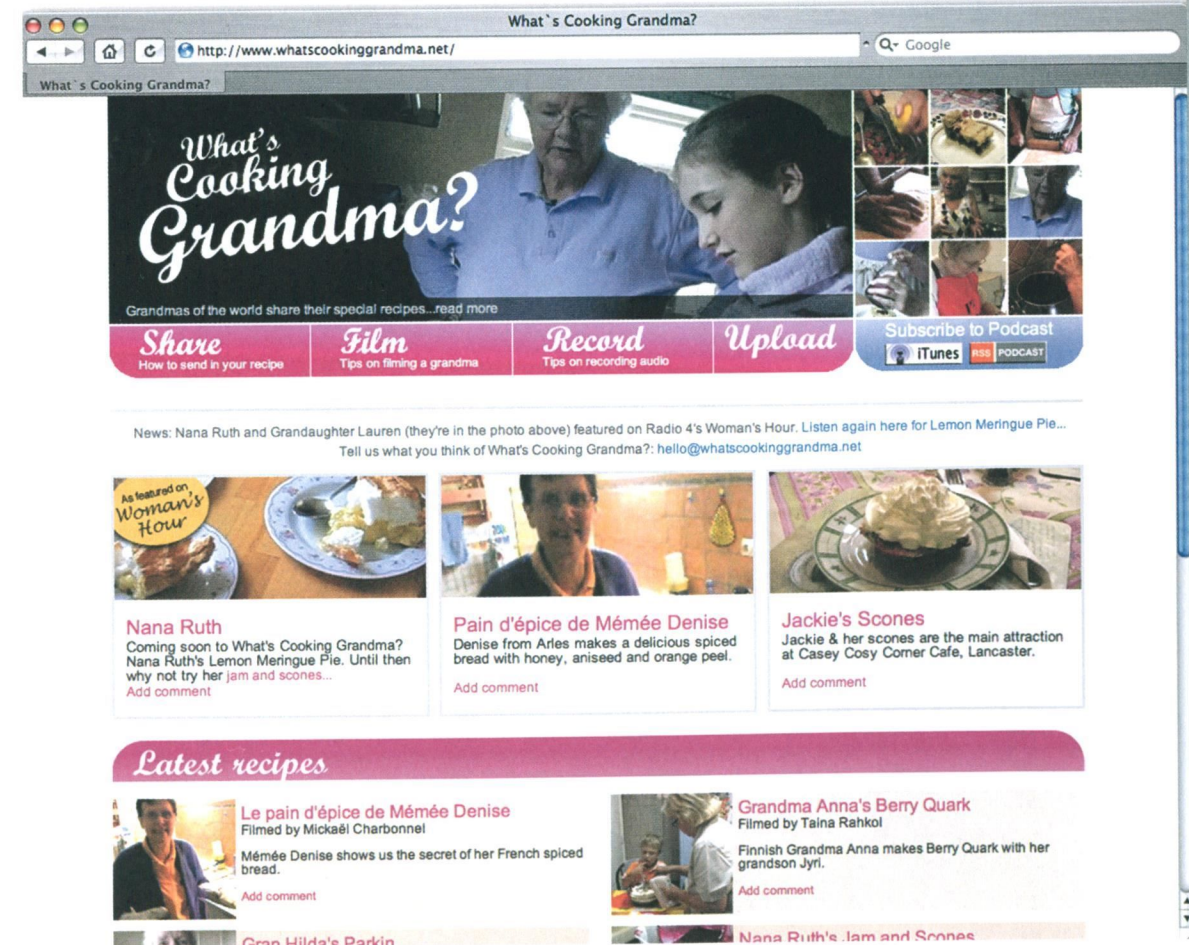 What`s Cooking Grandma?
http://www.whatscookinggrandma.net/
Google
What`s Cooking Grandma?
What's
Cooking
Grandma?
Grandmas of the world share their special recipes...read more
Share
How to send in your recipe
Film
Tips on filming a grandma
Record
Tips on recording audio
Upload
Subscribe to Podcast
iTunes
RSS PODCAST
News: Nana Ruth and Grandaughter Lauren (they're in the photo above) featured on Radio 4's Woman's Hour. Listen again here for Lemon Meringue Pie...
Tell us what you think of What's Cooking Grandma?: hello@whatscookinggrandma.net
As featured on
Woman's
Hour
Nana Ruth
Coming soon to What's Cooking Grandma?
Nana Ruth's Lemon Meringue Pie. Until then
why not try her jam and scones...
Add comment
Pain d'épice de Mémée Denise
Denise from Arles makes a delicious spiced
bread with honey, aniseed and orange peel.
Add comment
Jackie's Scones
Jackie & her scones are the main attraction
at Casey Cosy Corner Cafe, Lancaster.
Add comment
Latest recipes
Le pain d'épice de Mémée Denise
Filmed by Mickaël Charbonnel
Mémée Denise shows us the secret of her French spiced
bread.
Add comment
Grandma Anna's Berry Quark
Filmed by Taina Rahkol
Finnish Grandma Anna makes Berry Quark with her
grandson Jyri.
Add comment
Gran Hilda's Parkin
Nana Ruth's Jam and Scones